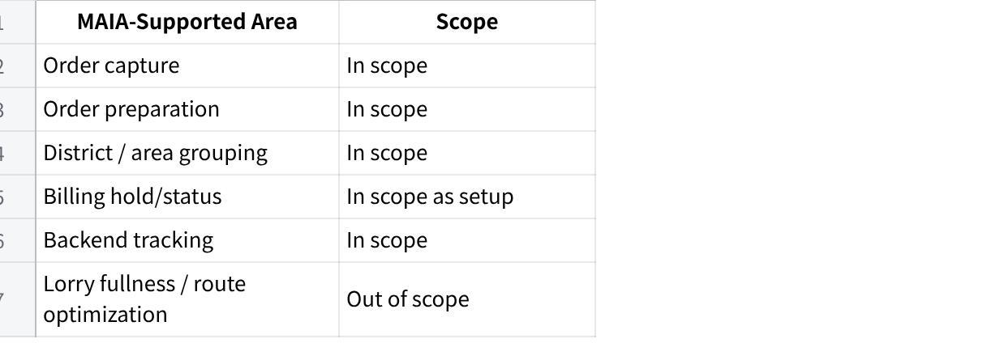 1 MAIA-Supported Area Scope
2 Order capture In scope
3 Order preparation In scope
4 District / area grouping In scope
5 Billing hold/status In scope as setup
6 Backend tracking In scope
7 Lorry fullness / route
optimization Out of scope